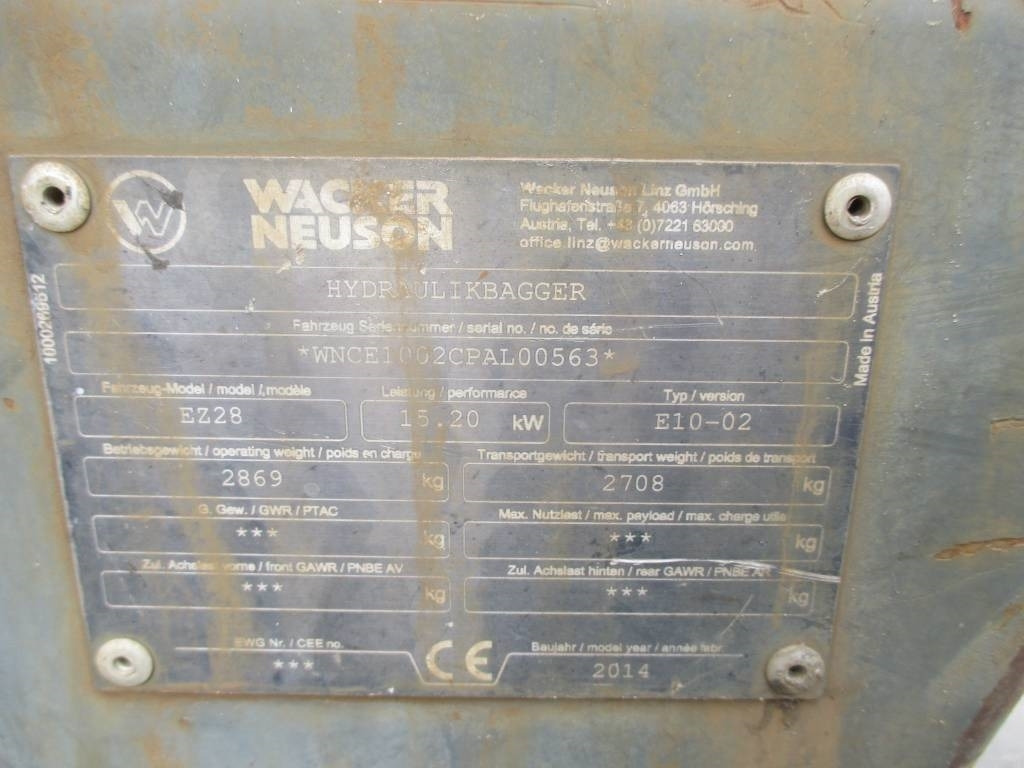 WACKER
NEUSON
Wacker Neuson Linz GmbH
Flughafenstraße 7, 4063 Hörsching
Austria, Tel. +43 (0)7221 63000
office.linz@wackerneuson.com
HYDRAULIKBAGGER
Fahrzeug Seriennummer / serial no. / no. de série
*WNCE1002CPAL00563*
Fahrzeug-Model / model / modèle Leistung / performance Typ / version
EZ28 15.20 kW E10-02
Betriebsgewicht / operating weight / poids en charge Transportgewicht / transport weight / poids de transport
2869 kg 2708 kg
G. Gew. / GWR / PTAC Max. Nutzlast / max. payload / max. charge utile
*** kg *** kg
Zul. Achslast vorne / front GAWR / PNBE AV Zul. Achslast hinten / rear GAWR / PNBE AR
*** kg *** kg
EWG Nr. / CEE no. CE Baujahr / model year / année fabr.
*** 2014
Made in Austria